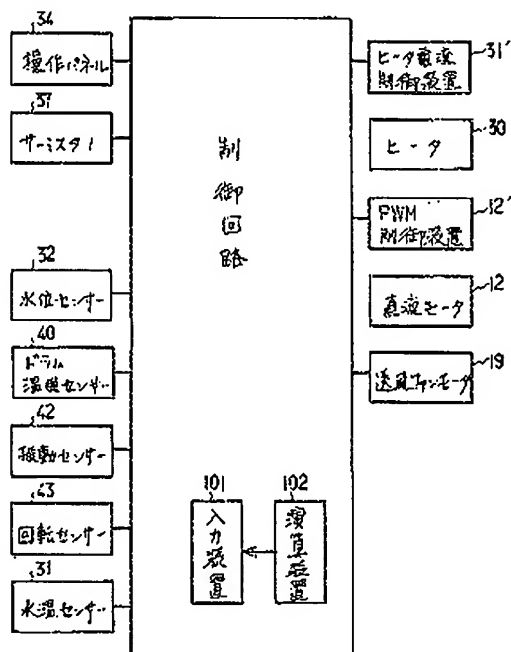 34
操作パネル
37
サーミスタ1
32
水位センサー
40
ドラム
温度センサー
42
振動センサー
43
回転センサー
31
水温センサー
制御回路
101
入力装置
102
演算装置
31'
ヒータ電流
制御装置
30
ヒータ
12'
PWM
制御装置
12
直流モータ
19
送風ファンモータ